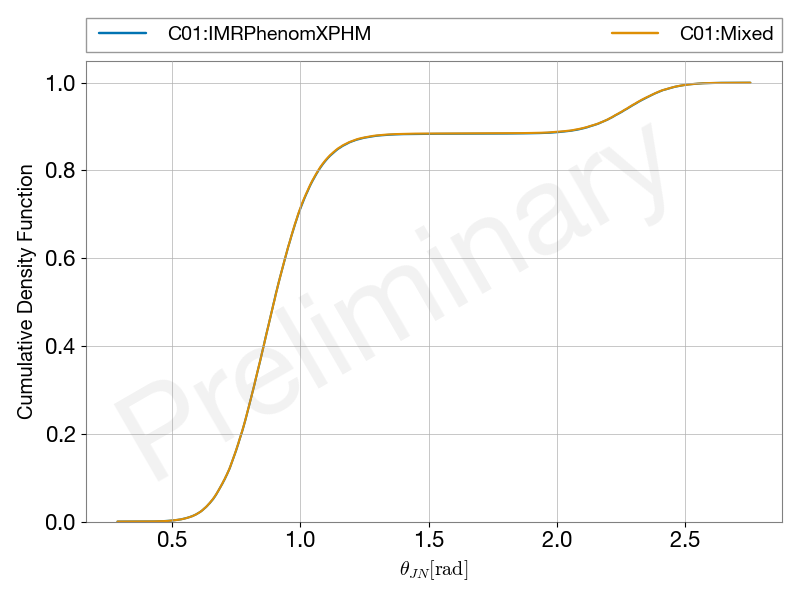 C01:IMRPhenomXPHM C01:Mixed
1.0
0.8
0.6
0.4
0.2
0.0
Cumulative Density Function
Preliminary
0.5 1.0 1.5 2.0 2.5
θ_JN[rad]